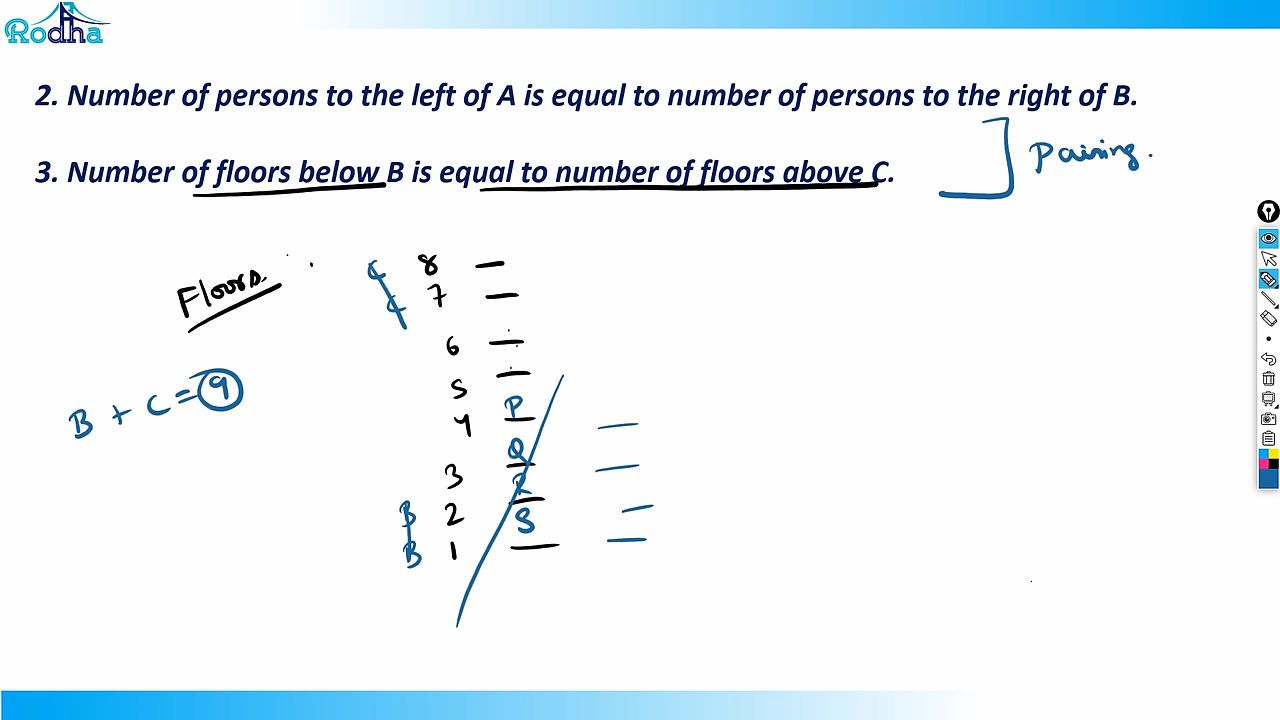 Rodha
2. Number of persons to the left of A is equal to number of persons to the right of B.
3. Number of floors below B is equal to number of floors above C.
Pairing.
Floors.
C 8
C 7
6
5
B + C = 9
4 P
3 Q
R
B 2 S
B 1